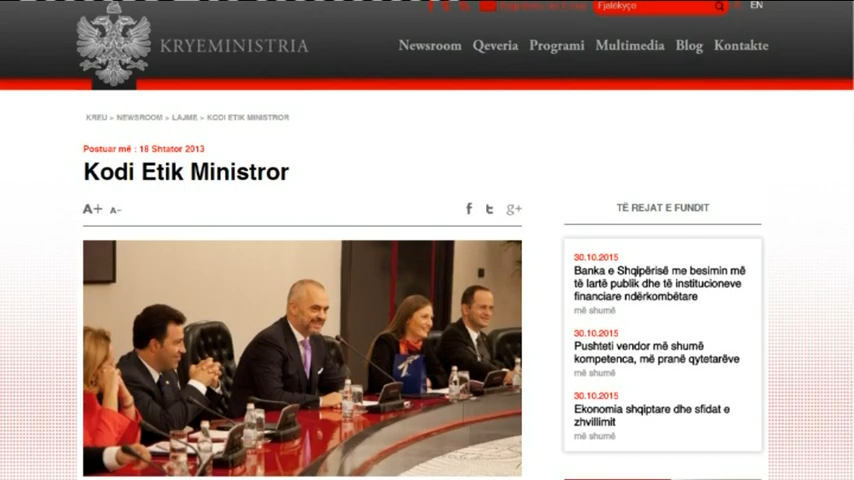 Fjalëkyçe
EN
KRYEMINISTRIA
Newsroom Qeveria Programi Multimedia Blog Kontakte
KREU > NEWSROOM > LAJME > KODI ETIK MINISTROR
Postuar më : 18 Shtator 2013
Kodi Etik Ministror
A+ A-
f t g+
TË REJAT E FUNDIT
30.10.2015
Banka e Shqipërisë me besimin më
të lartë publik dhe të institucioneve
financiare ndërkombëtare
më shumë
30.10.2015
Pushteti vendor më shumë
kompetenca, më pranë qytetarëve
më shumë
30.10.2015
Ekonomia shqiptare dhe sfidat e
zhvillimit
më shumë